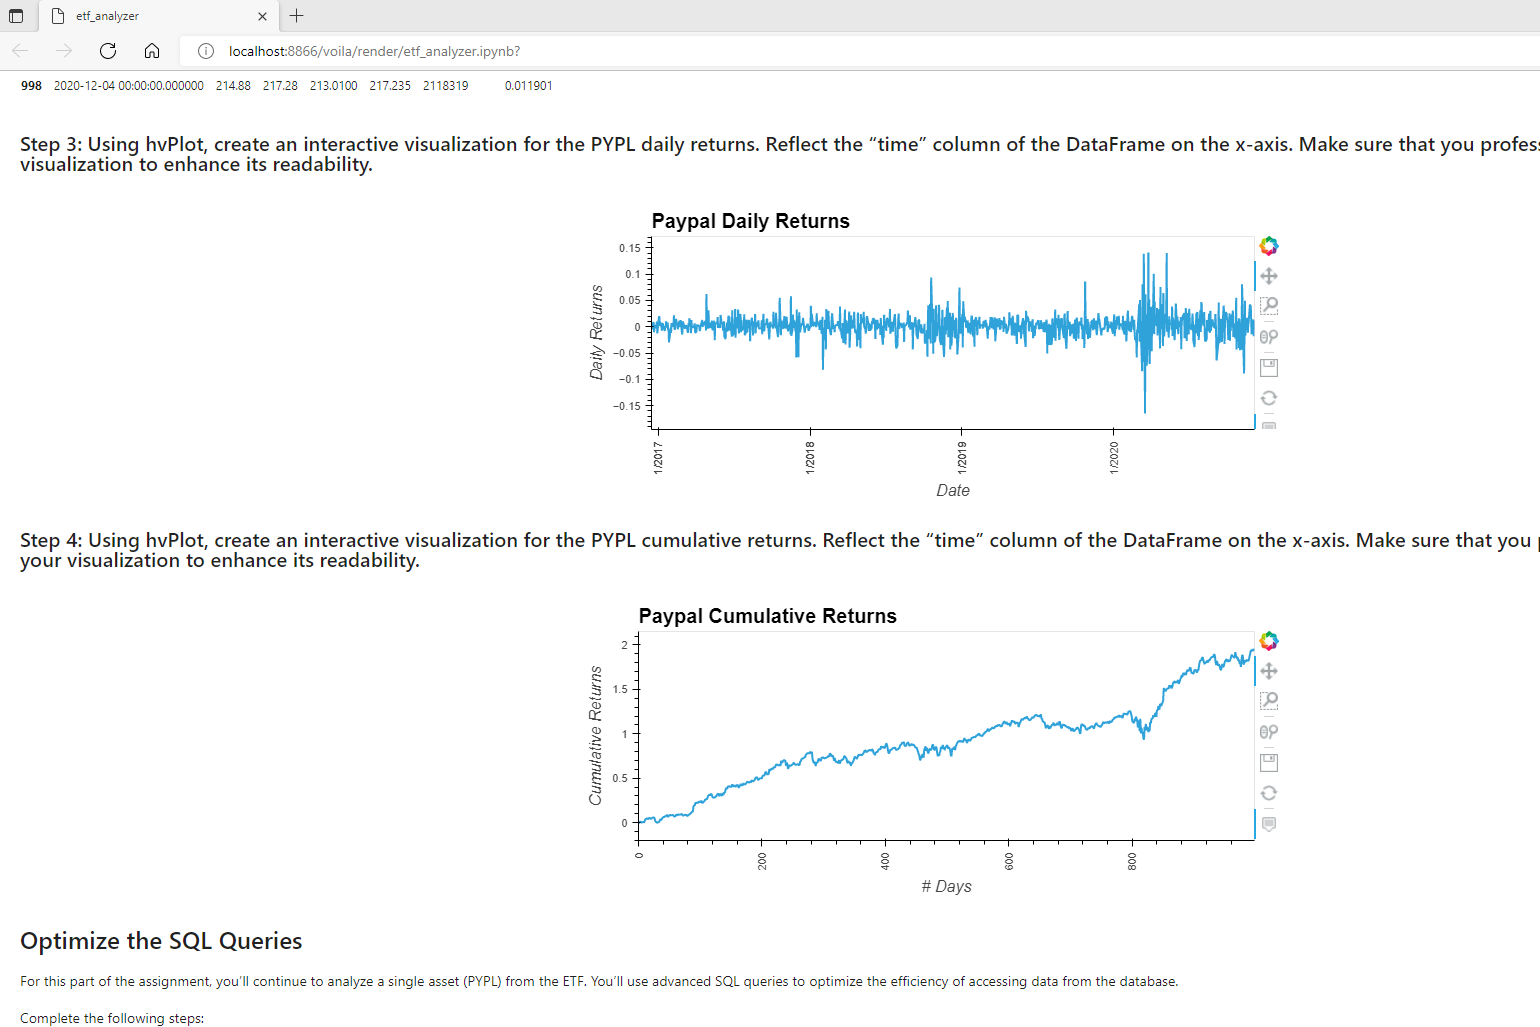 etf_analyzer
localhost:8866/voila/render/etf_analyzer.ipynb?
998 2020-12-04 00:00:00.000000 214.88 217.28 213.0100 217.235 2118319 0.011901
Step 3: Using hvPlot, create an interactive visualization for the PYPL daily returns. Reflect the “time” column of the DataFrame on the x-axis. Make sure that you profes
visualization to enhance its readability.
Paypal Daily Returns
0.15
0.1
0.05
0
−0.05
−0.1
−0.15
Daily Returns
1/2017
1/2018
1/2019
1/2020
Date
Step 4: Using hvPlot, create an interactive visualization for the PYPL cumulative returns. Reflect the “time” column of the DataFrame on the x-axis. Make sure that you
your visualization to enhance its readability.
Paypal Cumulative Returns
2
1.5
1
0.5
0
Cumulative Returns
0
200
400
600
800
# Days
Optimize the SQL Queries
For this part of the assignment, you’ll continue to analyze a single asset (PYPL) from the ETF. You’ll use advanced SQL queries to optimize the efficiency of accessing data from the database.
Complete the following steps: